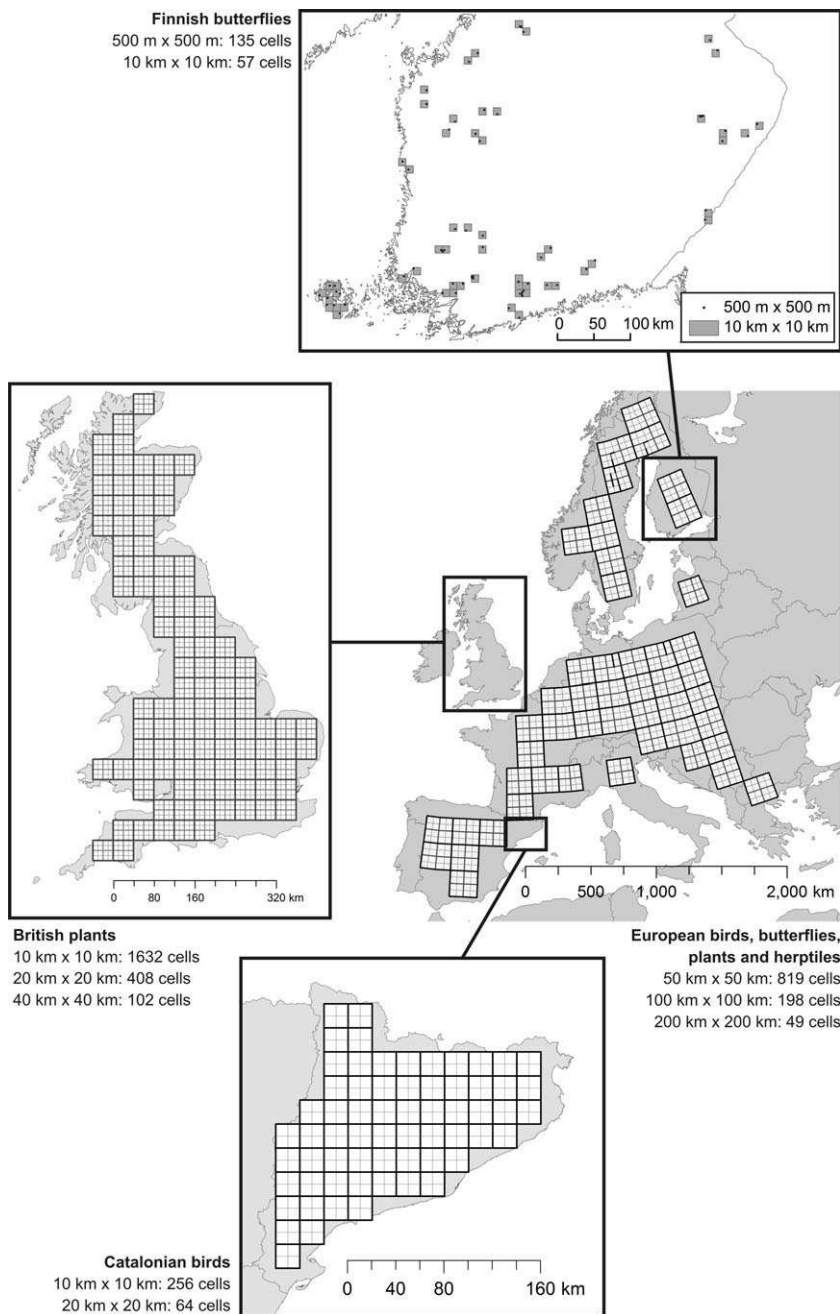 Finnish butterflies
500 m x 500 m: 135 cells
10 km x 10 km: 57 cells
500 m x 500 m
10 km x 10 km
0 50 100 km
0 80 160 320 km
British plants
10 km x 10 km: 1632 cells
20 km x 20 km: 408 cells
40 km x 40 km: 102 cells
0 500 1,000 2,000 km
European birds, butterflies,
plants and herptiles
50 km x 50 km: 819 cells
100 km x 100 km: 198 cells
200 km x 200 km: 49 cells
Catalonian birds
10 km x 10 km: 256 cells
20 km x 20 km: 64 cells
0 40 80 160 km